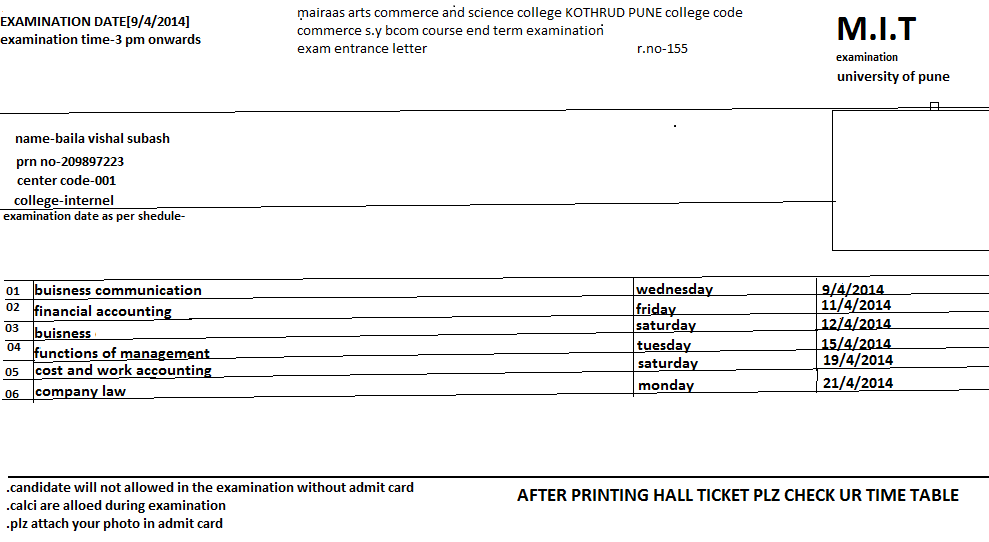 EXAMINATION DATE[9/4/2014]
examination time-3 pm onwards
mairaas arts commerce and science college KOTHRUD PUNE college code
commerce s.y bcom course end term examination
exam entrance letter r.no-155
M.I.T
examination
university of pune
name-baila vishal subash
prn no-209897223
center code-001
college-internel
examination date as per shedule-
01 buisness communication wednesday 9/4/2014
02 financial accounting friday 11/4/2014
03 buisness saturday 12/4/2014
04 functions of management tuesday 15/4/2014
05 cost and work accounting saturday 19/4/2014
06 company law monday 21/4/2014
.candidate will not allowed in the examination without admit card
.calci are alloed during examination
.plz attach your photo in admit card
AFTER PRINTING HALL TICKET PLZ CHECK UR TIME TABLE